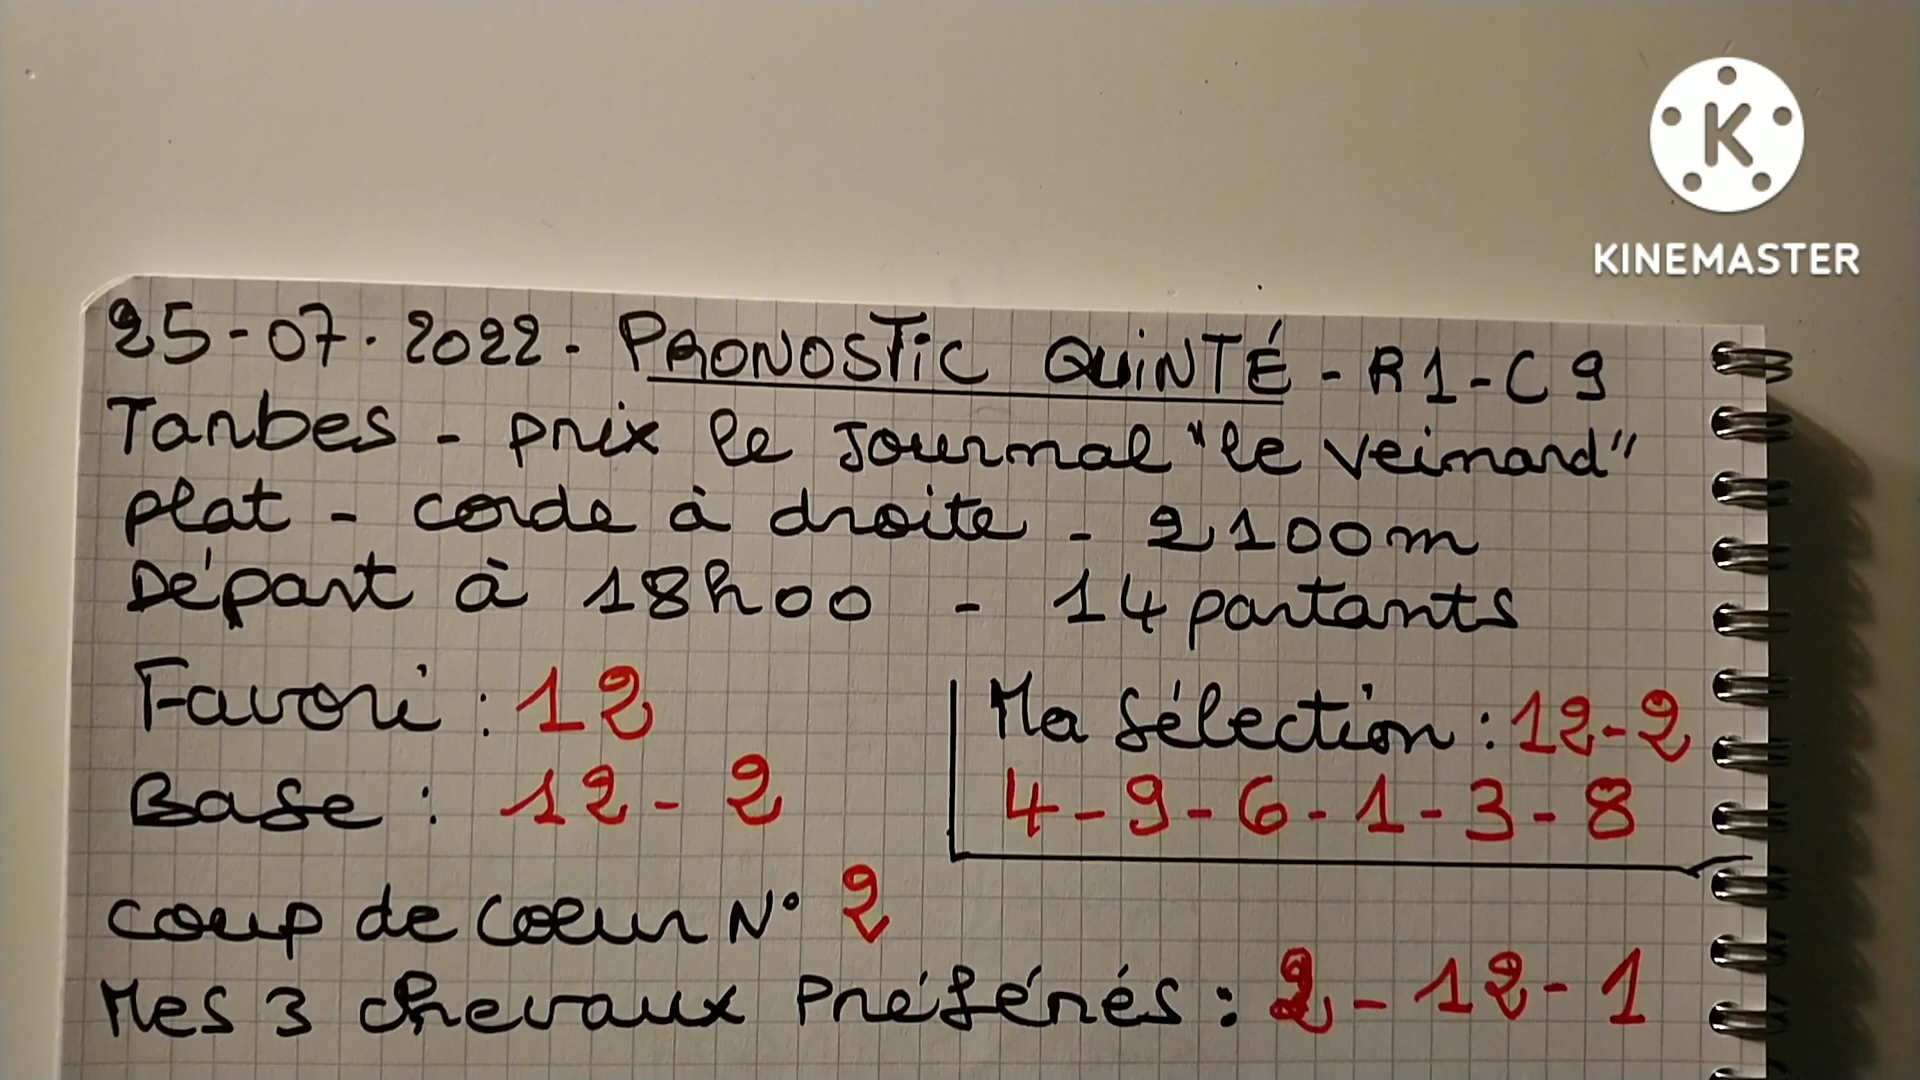 KINEMASTER
25-07.2022. PRONOSTIC QUINTÉ - R1-C9
Tarbes - prix le Journal "le Veinard"
plat - corde à droite - 2100m
Départ à 18h00 - 14 partants
Favori : 12
Base : 12 - 2
Ma Sélection : 12-2
4-9-6-1-3-8
coup de coeur N° 2
Mes 3 chevaux Préférés : 2-12-1